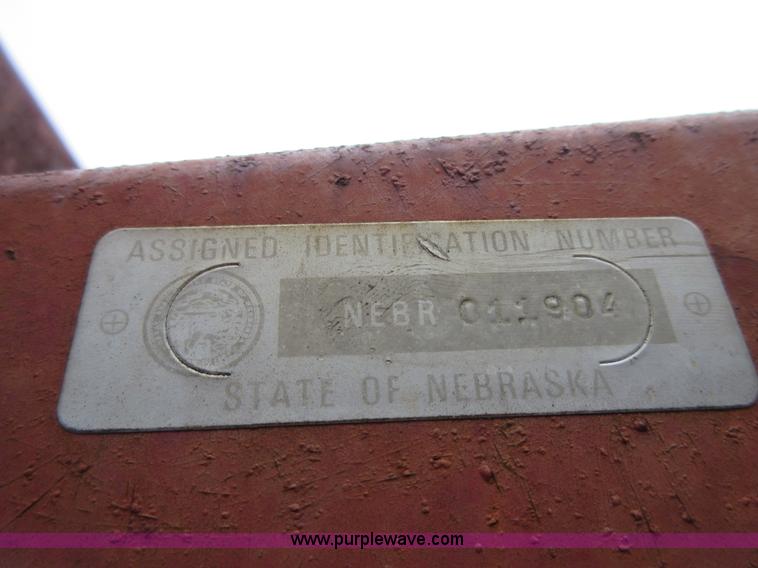 ASSIGNED IDENTIFICATION NUMBER
NEBR 011904
STATE OF NEBRASKA
www.purplewave.com